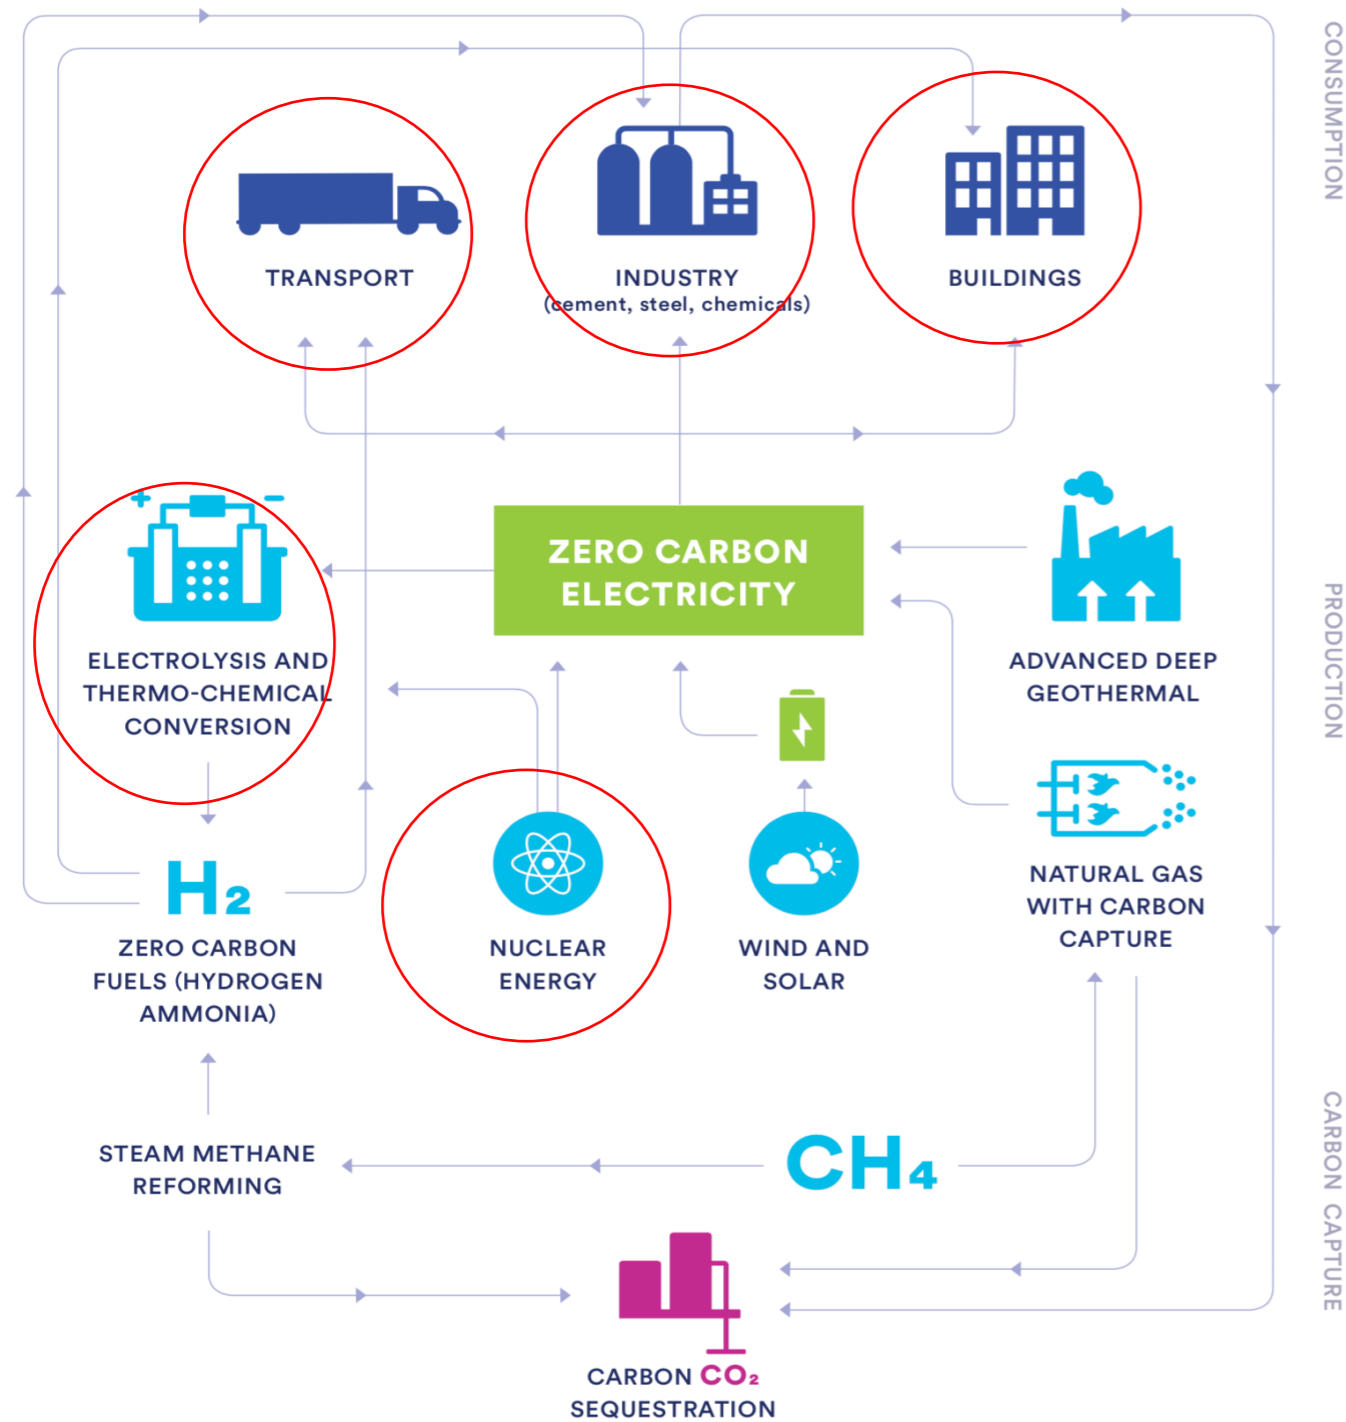 CONSUMPTION
TRANSPORT
INDUSTRY
(cement, steel, chemicals)
BUILDINGS
+ −
ZERO CARBON
ELECTRICITY
ELECTROLYSIS AND
THERMO-CHEMICAL
CONVERSION
ADVANCED DEEP
GEOTHERMAL
PRODUCTION
H₂
ZERO CARBON
FUELS (HYDROGEN
AMMONIA)
NUCLEAR
ENERGY
WIND AND
SOLAR
NATURAL GAS
WITH CARBON
CAPTURE
STEAM METHANE
REFORMING
CH₄
CARBON CAPTURE
CARBON CO₂
SEQUESTRATION